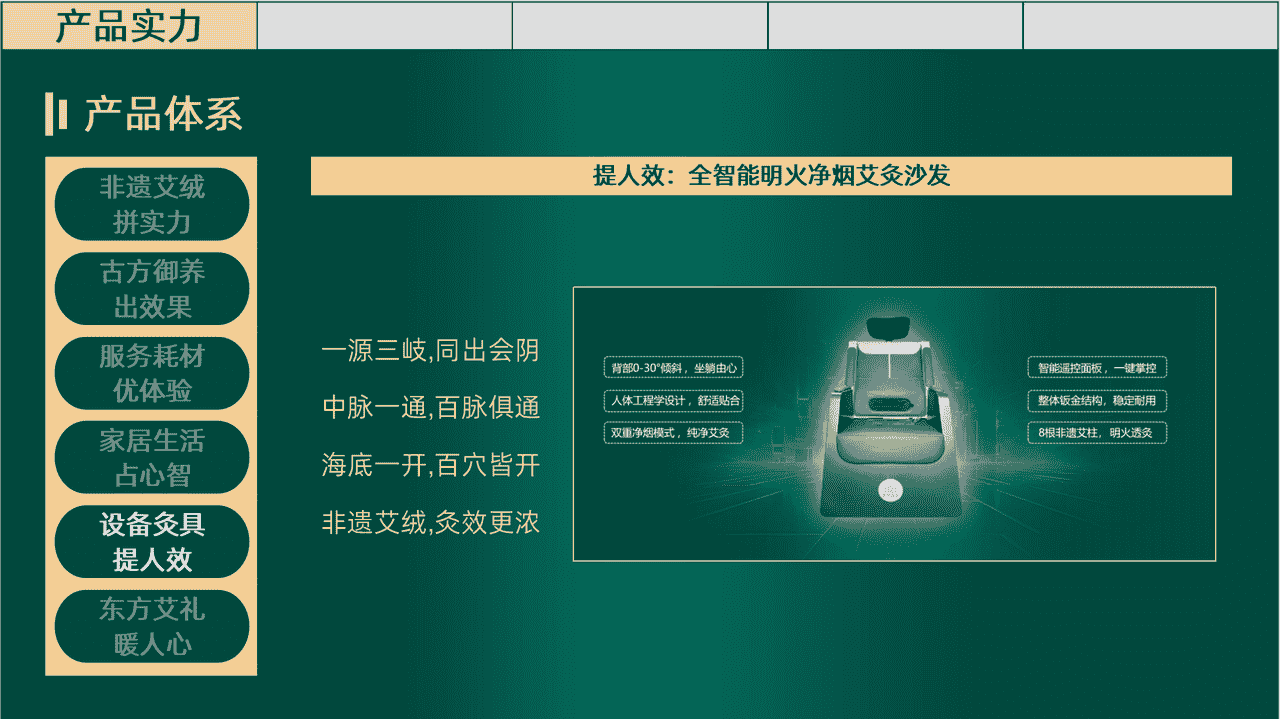 产品实力
产品体系
非遗艾绒
拼实力
古方御养
出效果
服务耗材
优体验
家居生活
占心智
设备灸具
提人效
东方艾礼
暖人心
提人效：全智能明火净烟艾灸沙发
一源三岐,同出会阴
中脉一通,百脉俱通
海底一开,百穴皆开
非遗艾绒,灸效更浓
背部0-30°倾斜，坐躺由心
人体工程学设计，舒适贴合
双重净烟模式，纯净艾灸
智能遥控面板，一键掌控
整体钣金结构，稳定耐用
8根非遗艾柱，明火透灸